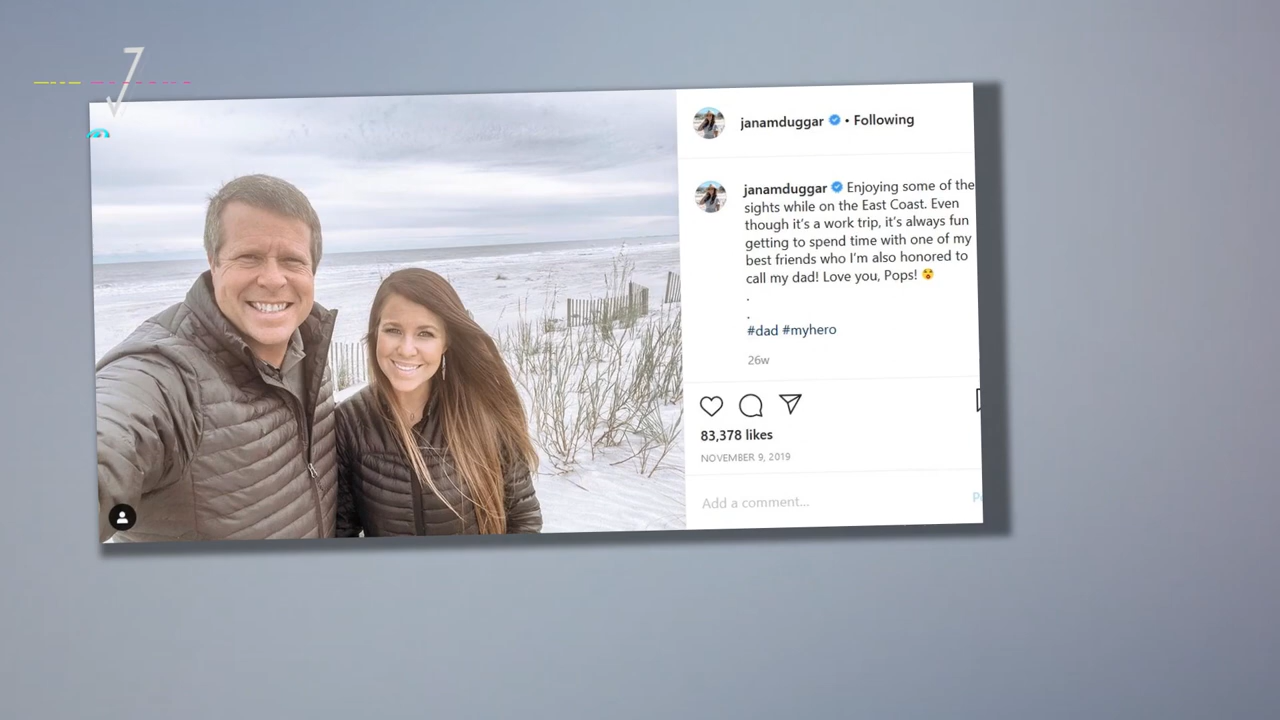 janamduggar • Following
janamduggar Enjoying some of the
sights while on the East Coast. Even
though it's a work trip, it's always fun
getting to spend time with one of my
best friends who I'm also honored to
call my dad! Love you, Pops! 😲
.
.
#dad #myhero
26w
83,378 likes
NOVEMBER 9, 2019
Add a comment...